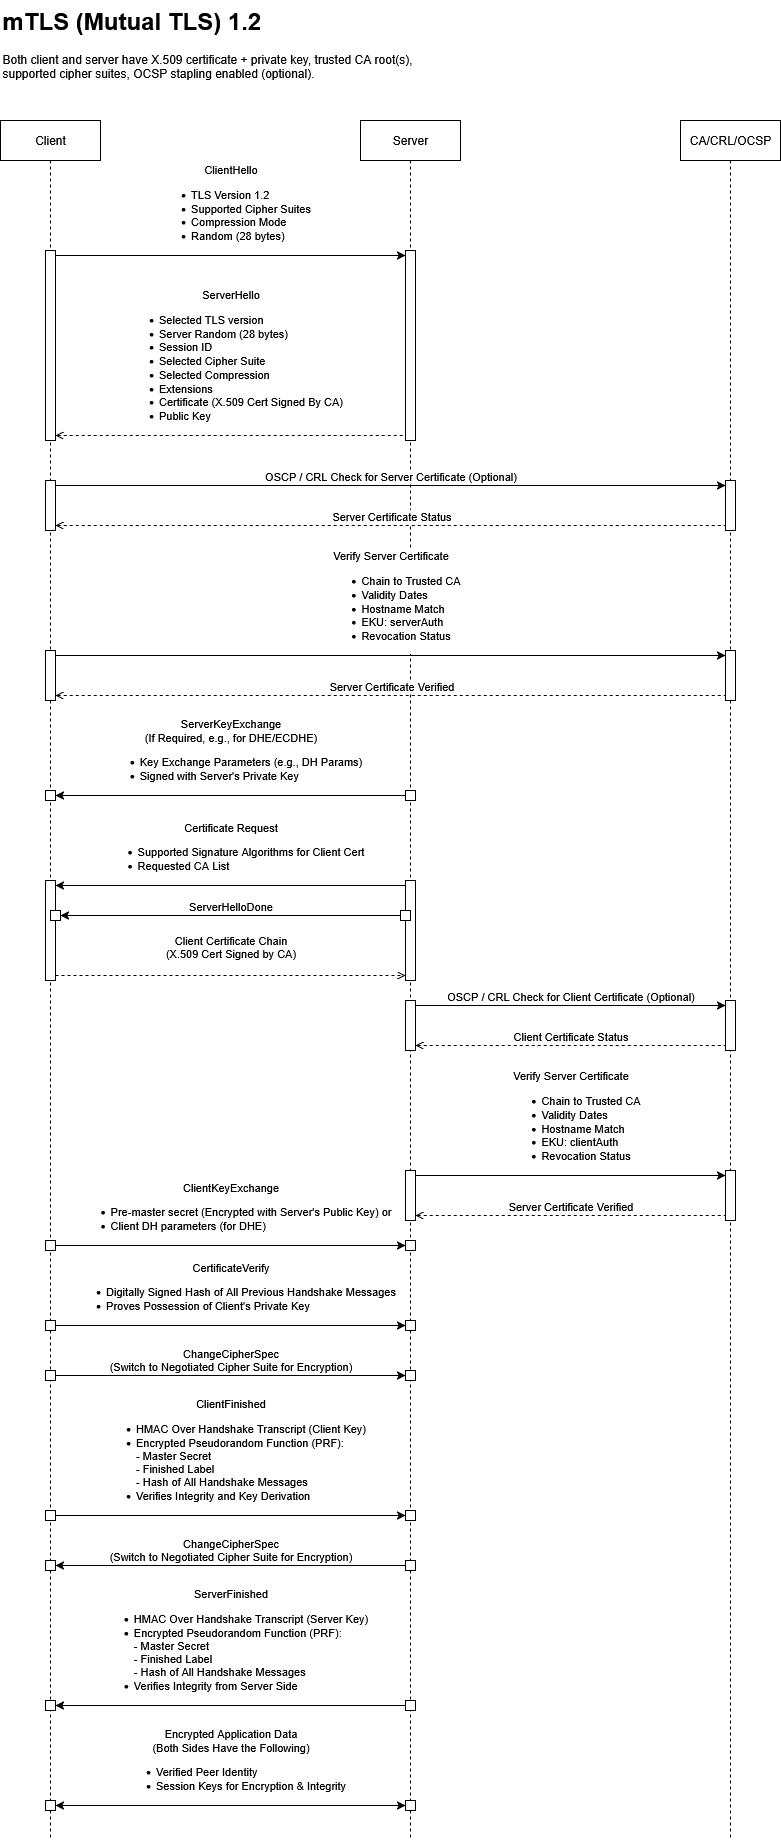 mTLS (Mutual TLS) 1.2
Both client and server have X.509 certificate + private key, trusted CA root(s),
supported cipher suites, OCSP stapling enabled (optional).
Client
Server
CA/CRL/OCSP
ClientHello
• TLS Version 1.2
• Supported Cipher Suites
• Compression Mode
• Random (28 bytes)
ServerHello
• Selected TLS version
• Server Random (28 bytes)
• Session ID
• Selected Cipher Suite
• Selected Compression
• Extensions
• Certificate (X.509 Cert Signed By CA)
• Public Key
OSCP / CRL Check for Server Certificate (Optional)
Server Certificate Status
Verify Server Certificate
• Chain to Trusted CA
• Validity Dates
• Hostname Match
• EKU: serverAuth
• Revocation Status
Server Certificate Verified
ServerKeyExchange
(If Required, e.g., for DHE/ECDHE)
• Key Exchange Parameters (e.g., DH Params)
• Signed with Server's Private Key
Certificate Request
• Supported Signature Algorithms for Client Cert
• Requested CA List
ServerHelloDone
Client Certificate Chain
(X.509 Cert Signed by CA)
OSCP / CRL Check for Client Certificate (Optional)
Client Certificate Status
Verify Server Certificate
• Chain to Trusted CA
• Validity Dates
• Hostname Match
• EKU: clientAuth
• Revocation Status
Server Certificate Verified
ClientKeyExchange
• Pre-master secret (Encrypted with Server's Public Key) or
• Client DH parameters (for DHE)
CertificateVerify
• Digitally Signed Hash of All Previous Handshake Messages
• Proves Possession of Client's Private Key
ChangeCipherSpec
(Switch to Negotiated Cipher Suite for Encryption)
ClientFinished
• HMAC Over Handshake Transcript (Client Key)
• Encrypted Pseudorandom Function (PRF):
- Master Secret
- Finished Label
- Hash of All Handshake Messages
• Verifies Integrity and Key Derivation
ChangeCipherSpec
(Switch to Negotiated Cipher Suite for Encryption)
ServerFinished
• HMAC Over Handshake Transcript (Server Key)
• Encrypted Pseudorandom Function (PRF):
- Master Secret
- Finished Label
- Hash of All Handshake Messages
• Verifies Integrity from Server Side
Encrypted Application Data
(Both Sides Have the Following)
• Verified Peer Identity
• Session Keys for Encryption & Integrity